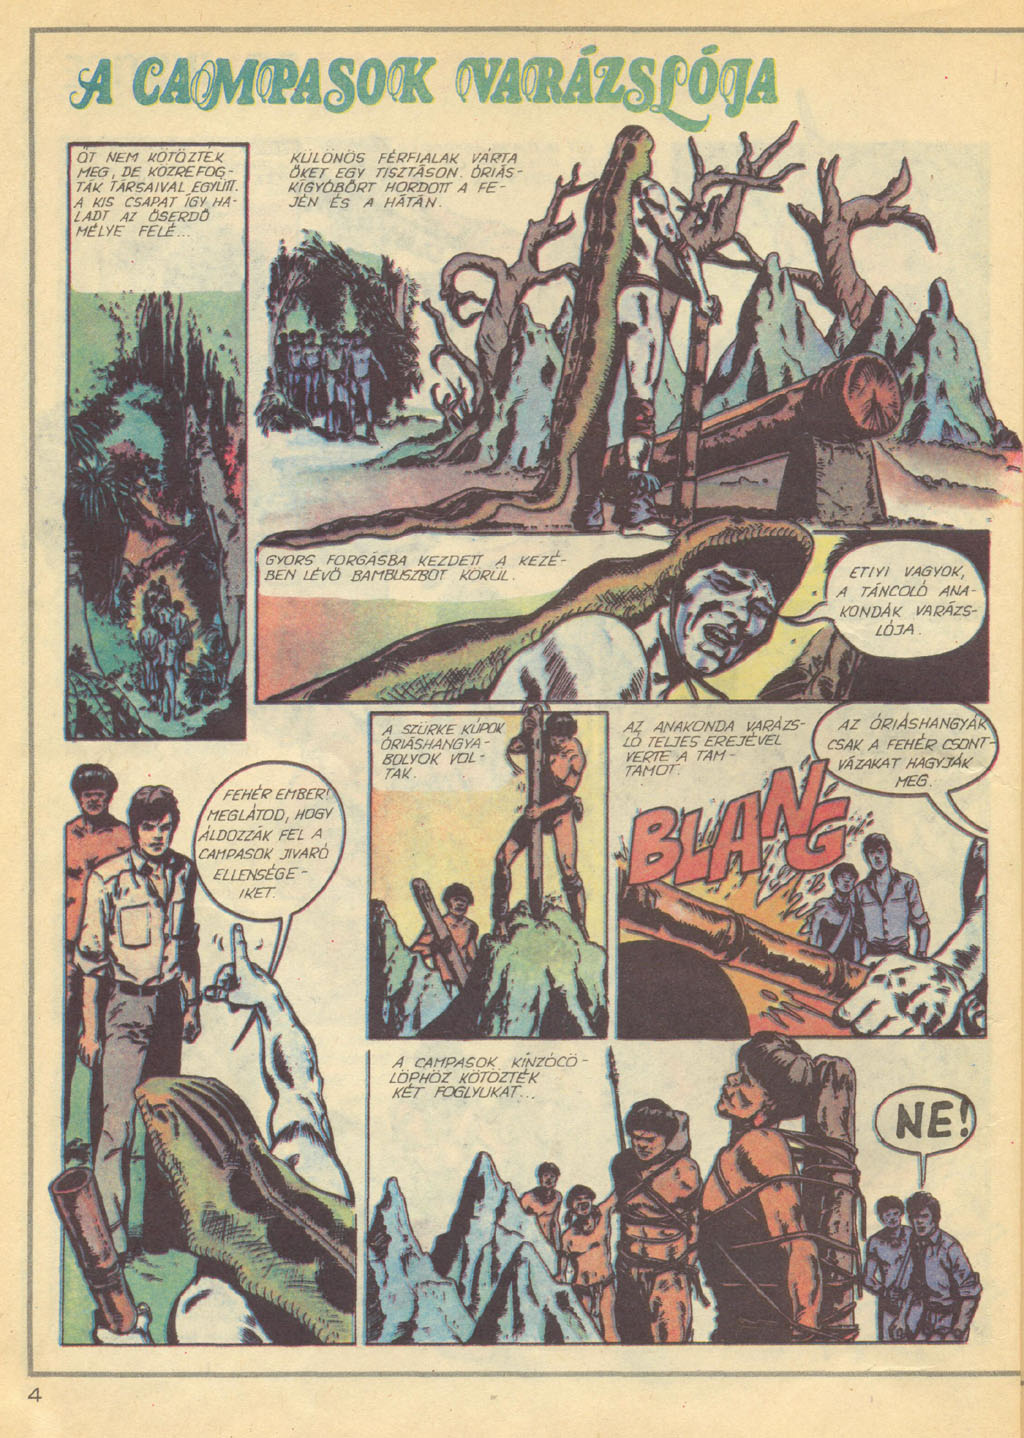 A CAMPASOK VARÁZSLÓJA
ŐT NEM KÖTÖZTÉK
MEG, DE KÖZREFOG-
TÁK TÁRSAIVAL EGYÜTT.
A KIS CSAPAT ÍGY HA-
LADT AZ ŐSERDŐ
MÉLYE FELÉ...
KÜLÖNÖS FÉRFIALAK VÁRTA
ŐKET EGY TISZTÁSON. ÓRIÁS-
KÍGYÓBŐRT HORDOTT A FE-
JÉN ÉS A HÁTÁN.
GYORS FORGÁSBA KEZDETT A KEZÉ-
BEN LÉVŐ BAMBUSZBOT KÖRÜL.
ETIYI VAGYOK,
A TÁNCOLÓ ANA-
KONDÁK VARÁZS-
LÓJA.
FEHÉR EMBER!
MEGLÁTOD, HOGY
ÁLDOZZÁK FEL A
CAMPASOK JIVARÓ
ELLENSÉGE-
IKET.
A SZÜRKE KÚPOK
ÓRIÁSHANGYA-
BOLYOK VOL-
TAK.
AZ ANAKONDA VARÁZS-
LÓ TELJES EREJÉVEL
VERTE A TAM-
TAMOT.
AZ ÓRIÁSHANGYÁK
CSAK A FEHÉR CSONT-
VÁZAKAT HAGYJÁK
MEG.
BLANG
A CAMPASOK KÍNZÓCÖ-
LÖPHÖZ KÖTÖZTÉK
KÉT FOGLYUKAT...
NE!
4